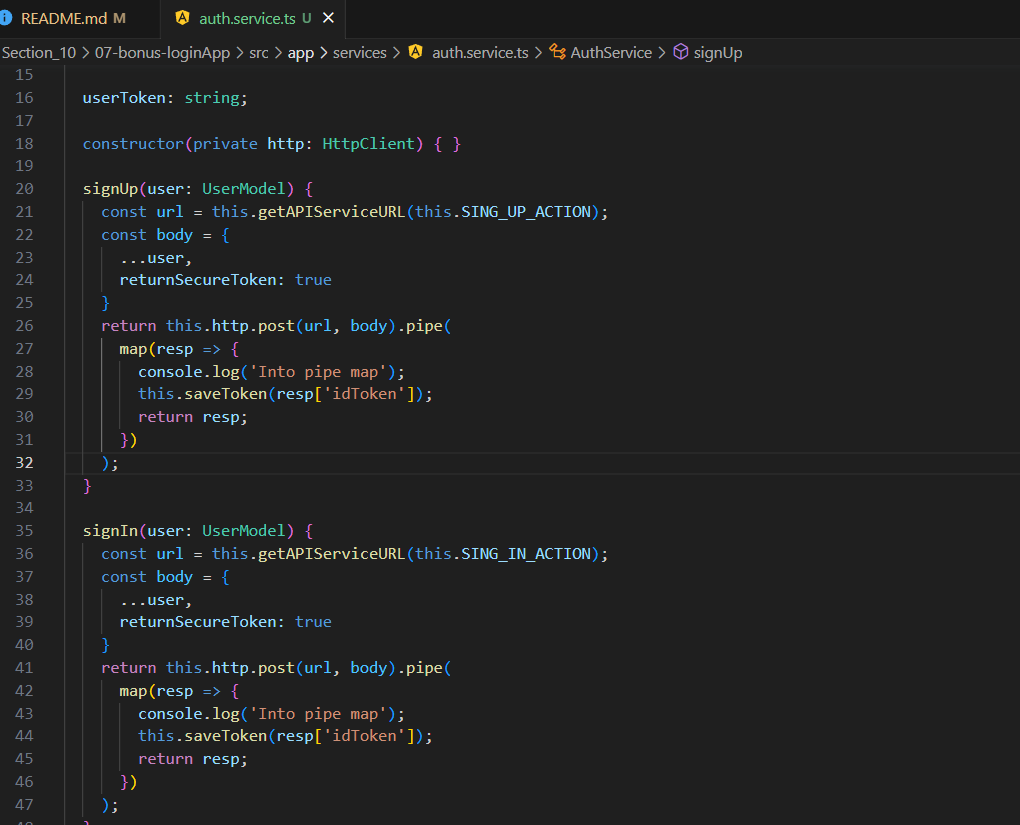 README.md M auth.service.ts U ×
Section_10 > 07-bonus-loginApp > src > app > services > auth.service.ts > AuthService > signUp
15
16 userToken: string;
17
18 constructor(private http: HttpClient) { }
19
20 signUp(user: UserModel) {
21 const url = this.getAPIServiceURL(this.SING_UP_ACTION);
22 const body = {
23 ...user,
24 returnSecureToken: true
25 }
26 return this.http.post(url, body).pipe(
27 map(resp => {
28 console.log('Into pipe map');
29 this.saveToken(resp['idToken']);
30 return resp;
31 })
32 );
33 }
34
35 signIn(user: UserModel) {
36 const url = this.getAPIServiceURL(this.SING_IN_ACTION);
37 const body = {
38 ...user,
39 returnSecureToken: true
40 }
41 return this.http.post(url, body).pipe(
42 map(resp => {
43 console.log('Into pipe map');
44 this.saveToken(resp['idToken']);
45 return resp;
46 })
47 );
48 }